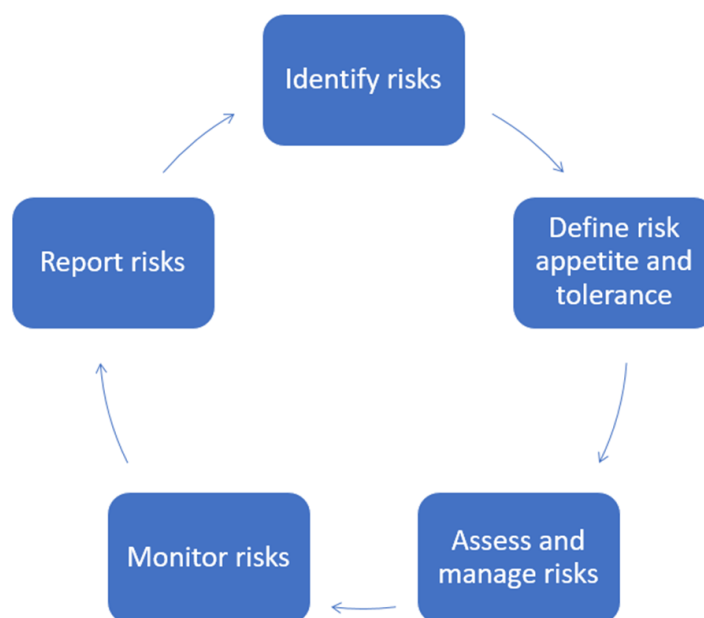 Identify risks
Define risk
appetite and
tolerance
Assess and
manage risks
Monitor risks
Report risks